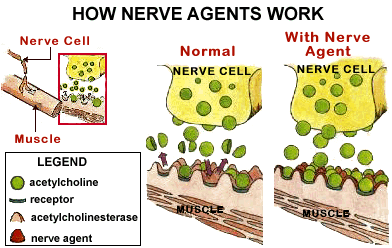 HOW NERVE AGENTS WORK
Nerve Cell
Muscle
Normal
NERVE CELL
MUSCLE
With Nerve
Agent
NERVE CELL
MUSCLE
LEGEND
acetylcholine
receptor
acetylcholinesterase
nerve agent